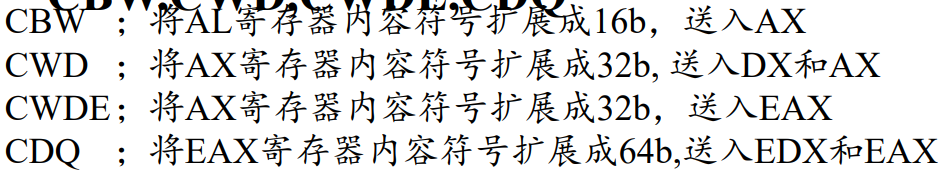 CBW,CWD,CWDE,CDQ
CBW ；将AL寄存器内容符号扩展成16b，送入AX
CWD ；将AX寄存器内容符号扩展成32b, 送入DX和AX
CWDE；将AX寄存器内容符号扩展成32b，送入EAX
CDQ ；将EAX寄存器内容符号扩展成64b,送入EDX和EAX